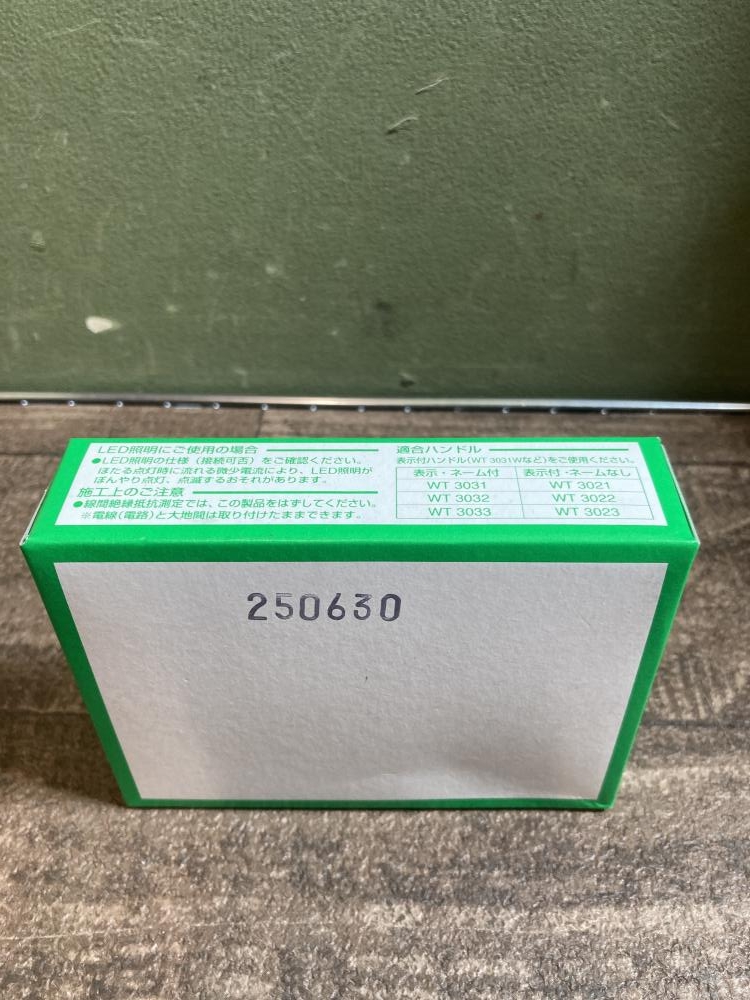 LED照明にご使用の場合
●LED照明の仕様（接続可否）をご確認ください。
ほたる点灯時に流れる微少電流により、LED照明が
ぼんやり点灯、点滅するおそれがあります。
施工上のご注意
●線間絶縁抵抗測定では、この製品をはずしてください。
※電線（電路）と大地間は取り付けたままできます。
適合ハンドル
表示付ハンドル（WT 3031Wなど）をご使用ください。
表示・ネーム付 表示付・ネームなし
WT 3031 WT 3021
WT 3032 WT 3022
WT 3033 WT 3023
250630